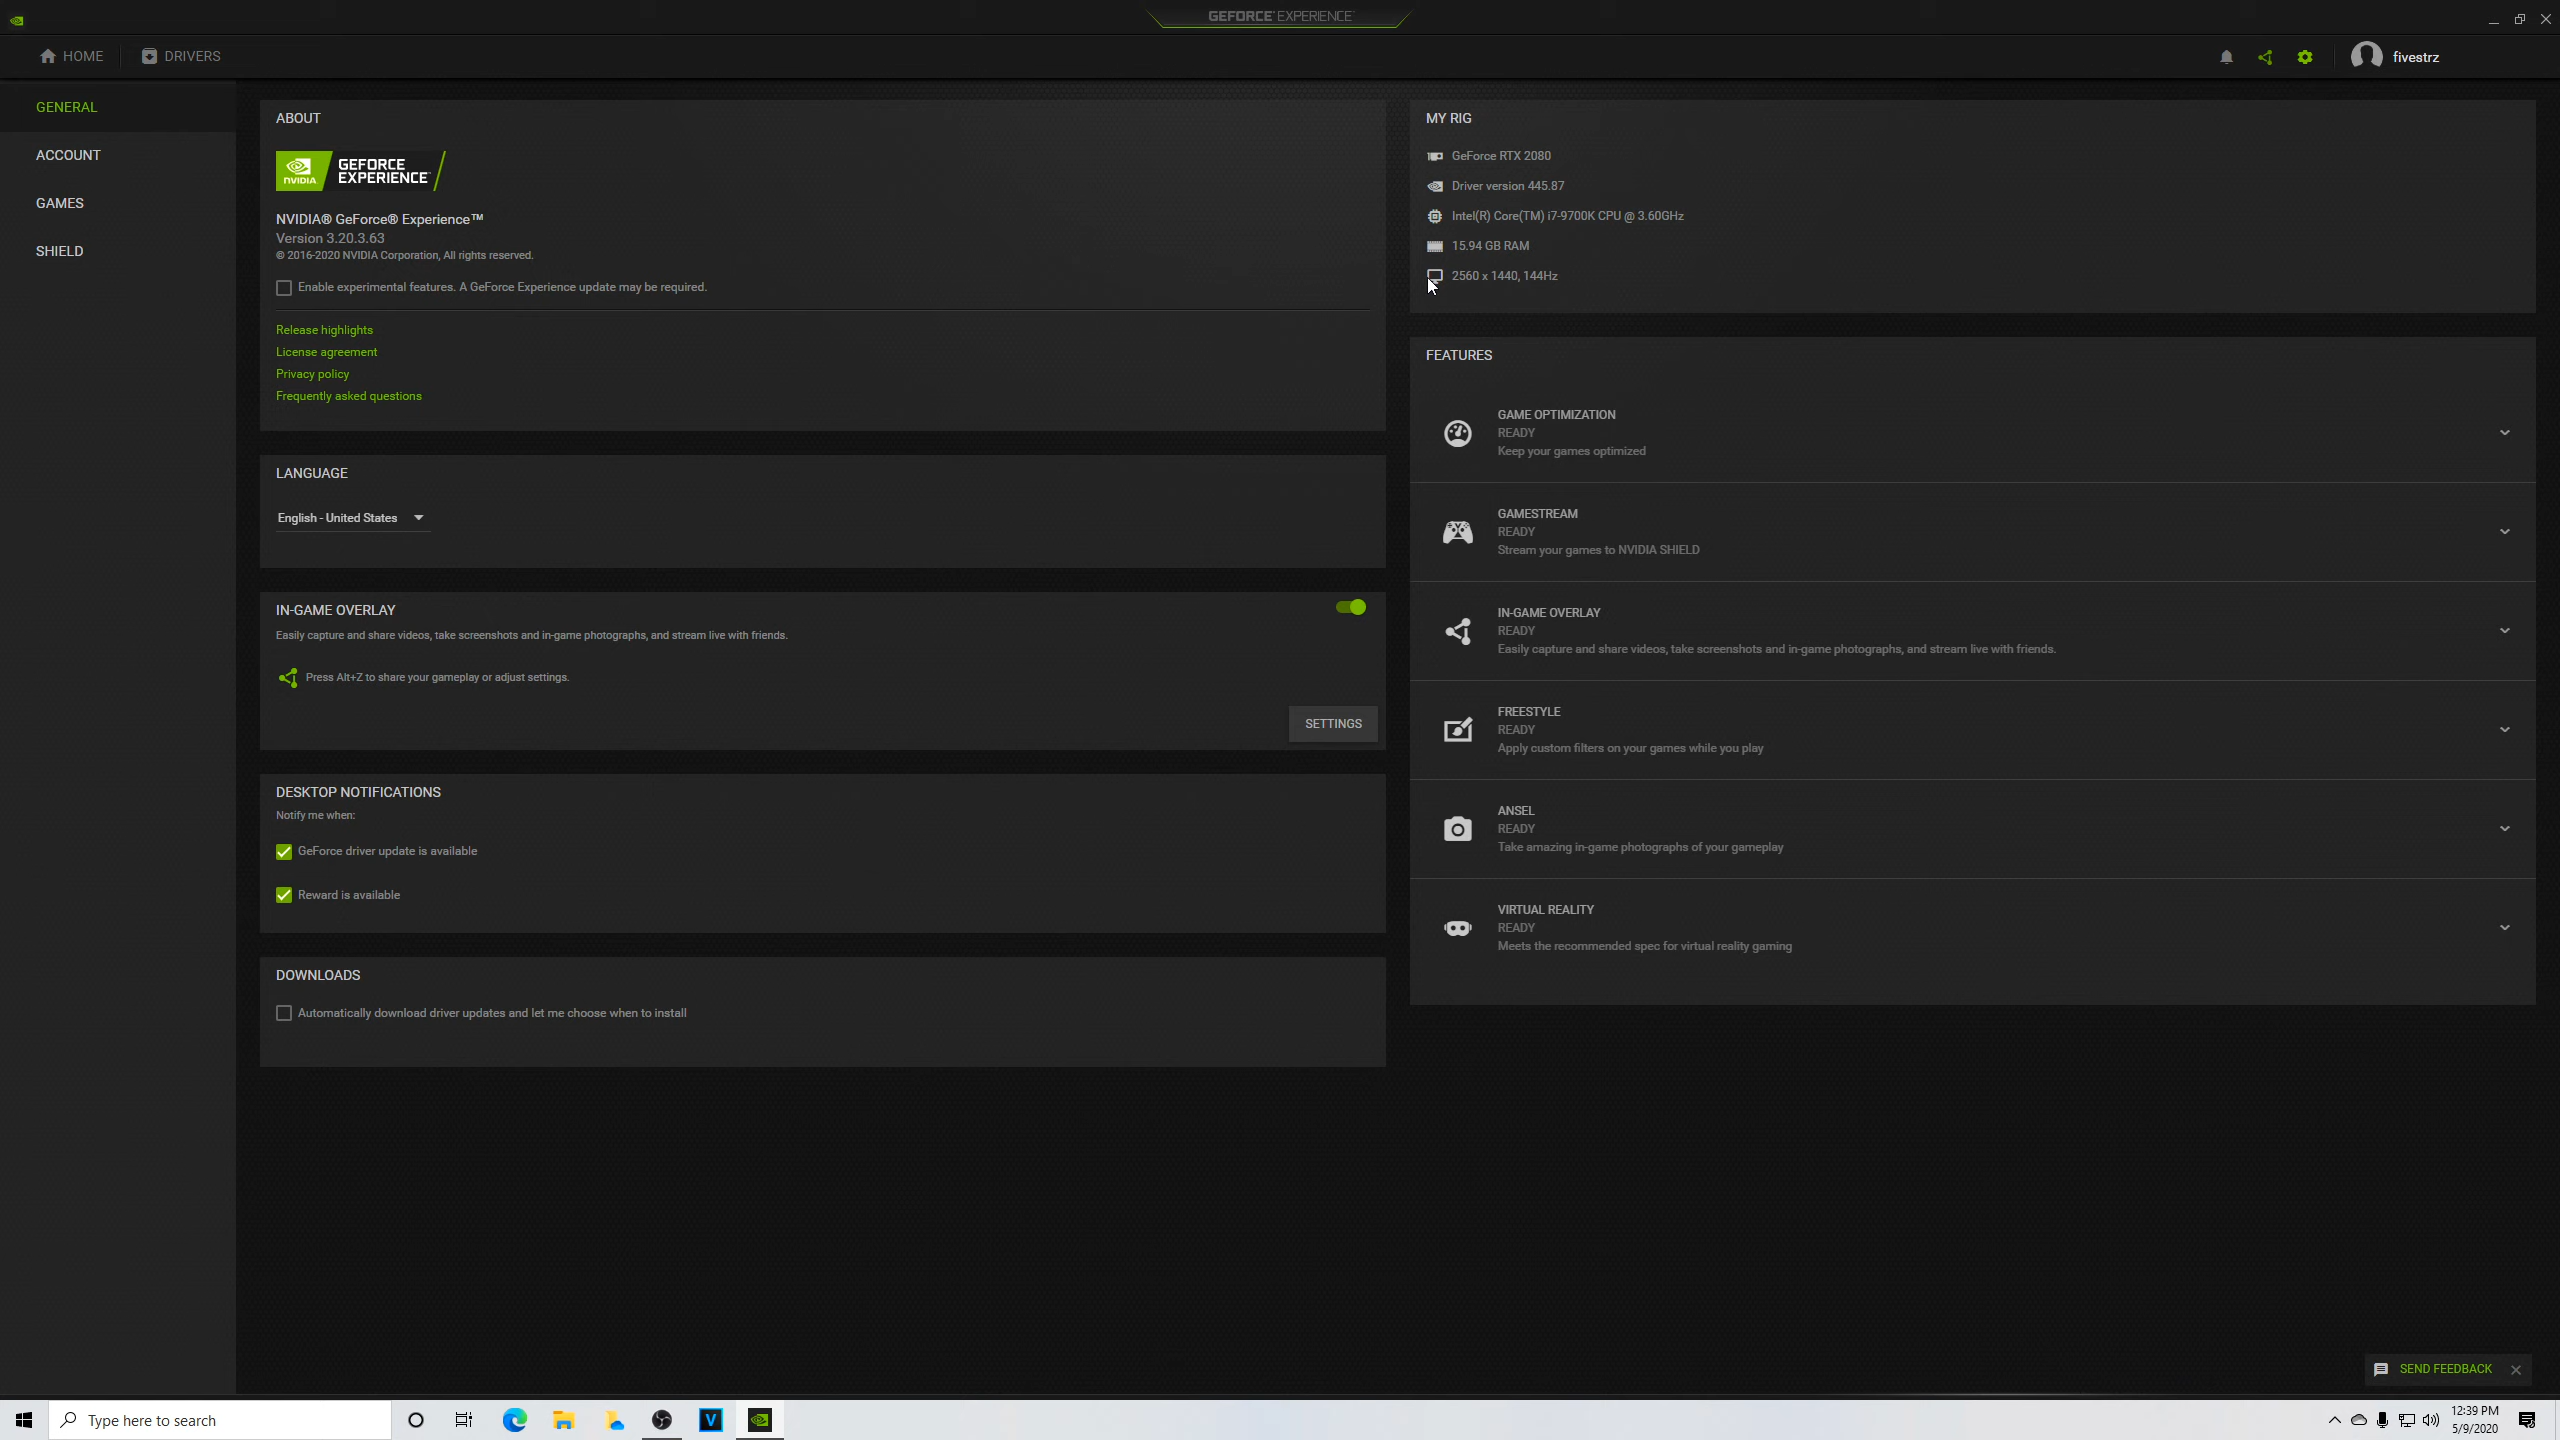 GEFORCE® EXPERIENCE™
HOME
DRIVERS
fivestrz
GENERAL
ACCOUNT
GAMES
SHIELD
ABOUT
NVIDIA.
GEFORCE
EXPERIENCE
NVIDIA® GeForce® Experience™
Version 3.20.3.63
© 2016-2020 NVIDIA Corporation, All rights reserved.
Enable experimental features. A GeForce Experience update may be required.
Release highlights
License agreement
Privacy policy
Frequently asked questions
LANGUAGE
English - United States
IN-GAME OVERLAY
Easily capture and share videos, take screenshots and in-game photographs, and stream live with friends.
Press Alt+Z to share your gameplay or adjust settings.
SETTINGS
DESKTOP NOTIFICATIONS
Notify me when:
GeForce driver update is available
Reward is available
DOWNLOADS
Automatically download driver updates and let me choose when to install
MY RIG
GeForce RTX 2080
Driver version 445.87
Intel(R) Core(TM) i7-9700K CPU @ 3.60GHz
15.94 GB RAM
2560 x 1440, 144Hz
FEATURES
GAME OPTIMIZATION
READY
Keep your games optimized
GAMESTREAM
READY
Stream your games to NVIDIA SHIELD
IN-GAME OVERLAY
READY
Easily capture and share videos, take screenshots and in-game photographs, and stream live with friends.
FREESTYLE
READY
Apply custom filters on your games while you play
ANSEL
READY
Take amazing in-game photographs of your gameplay
VIRTUAL REALITY
READY
Meets the recommended spec for virtual reality gaming
SEND FEEDBACK
Type here to search
V
12:39 PM
5/9/2020